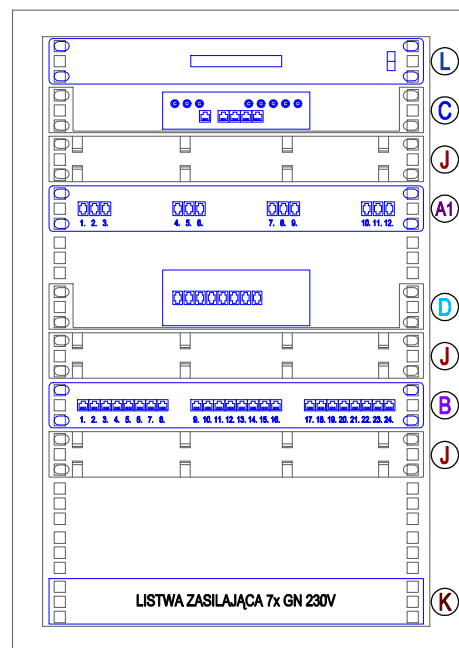 L
C
J
A1
1. 2. 3. 4. 5. 6. 7. 8. 9. 10. 11. 12.
D
J
B
1. 2. 3. 4. 5. 6. 7. 8. 9. 10. 11. 12. 13. 14. 15. 16. 17. 18. 19. 20. 21. 22. 23. 24.
J
LISTWA ZASILAJĄCA 7x GN 230V
K